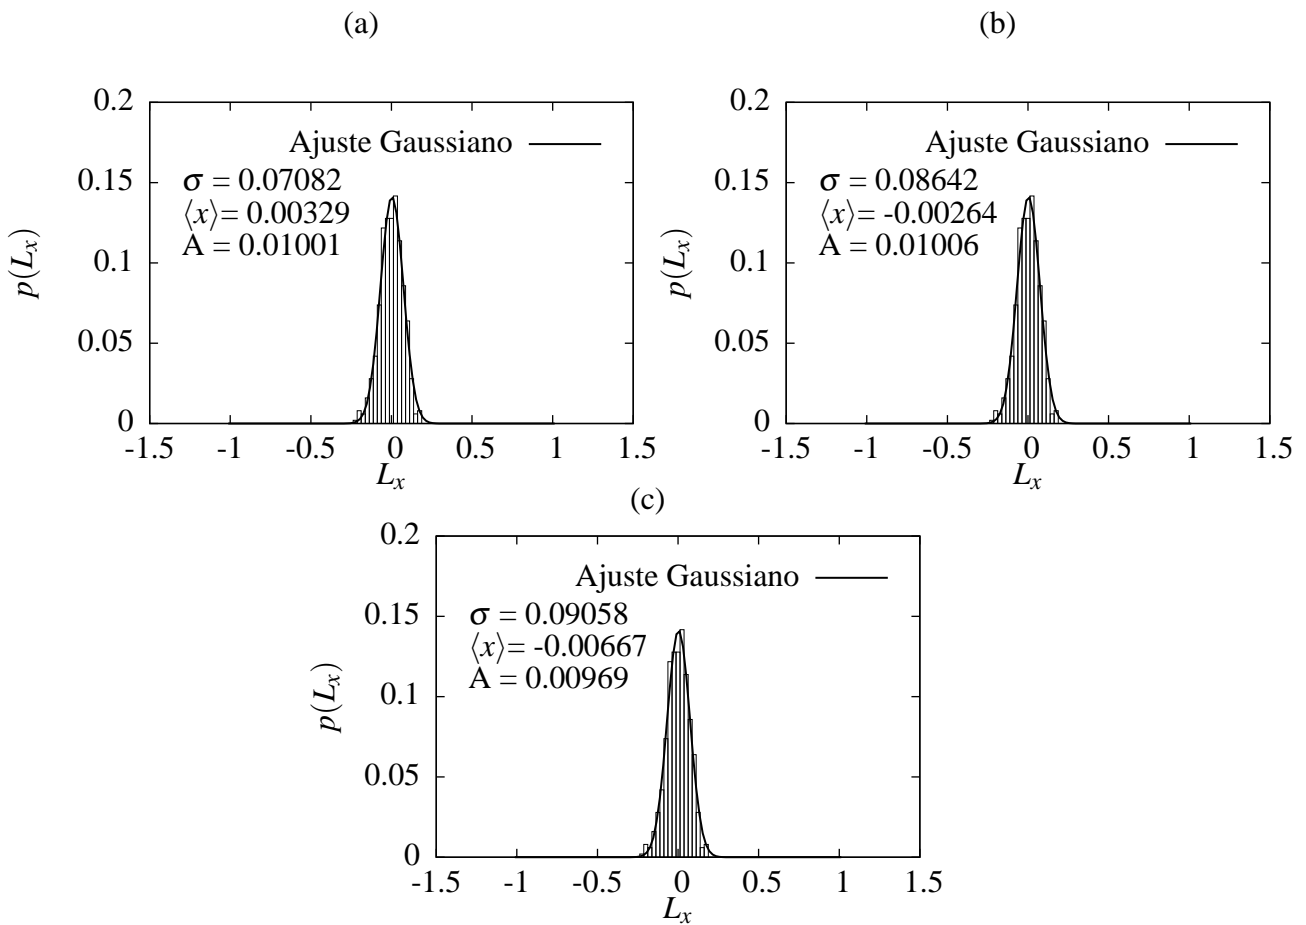 (a)
0.2
0.15
0.1
0.05
0
p(Lₓ)
Ajuste Gaussiano
σ = 0.07082
⟨x⟩= 0.00329
A = 0.01001
-1.5 -1 -0.5 0 0.5 1 1.5
Lₓ
(b)
0.2
0.15
0.1
0.05
0
p(Lₓ)
Ajuste Gaussiano
σ = 0.08642
⟨x⟩= -0.00264
A = 0.01006
-1.5 -1 -0.5 0 0.5 1 1.5
Lₓ
(c)
0.2
0.15
0.1
0.05
0
p(Lₓ)
Ajuste Gaussiano
σ = 0.09058
⟨x⟩= -0.00667
A = 0.00969
-1.5 -1 -0.5 0 0.5 1 1.5
Lₓ